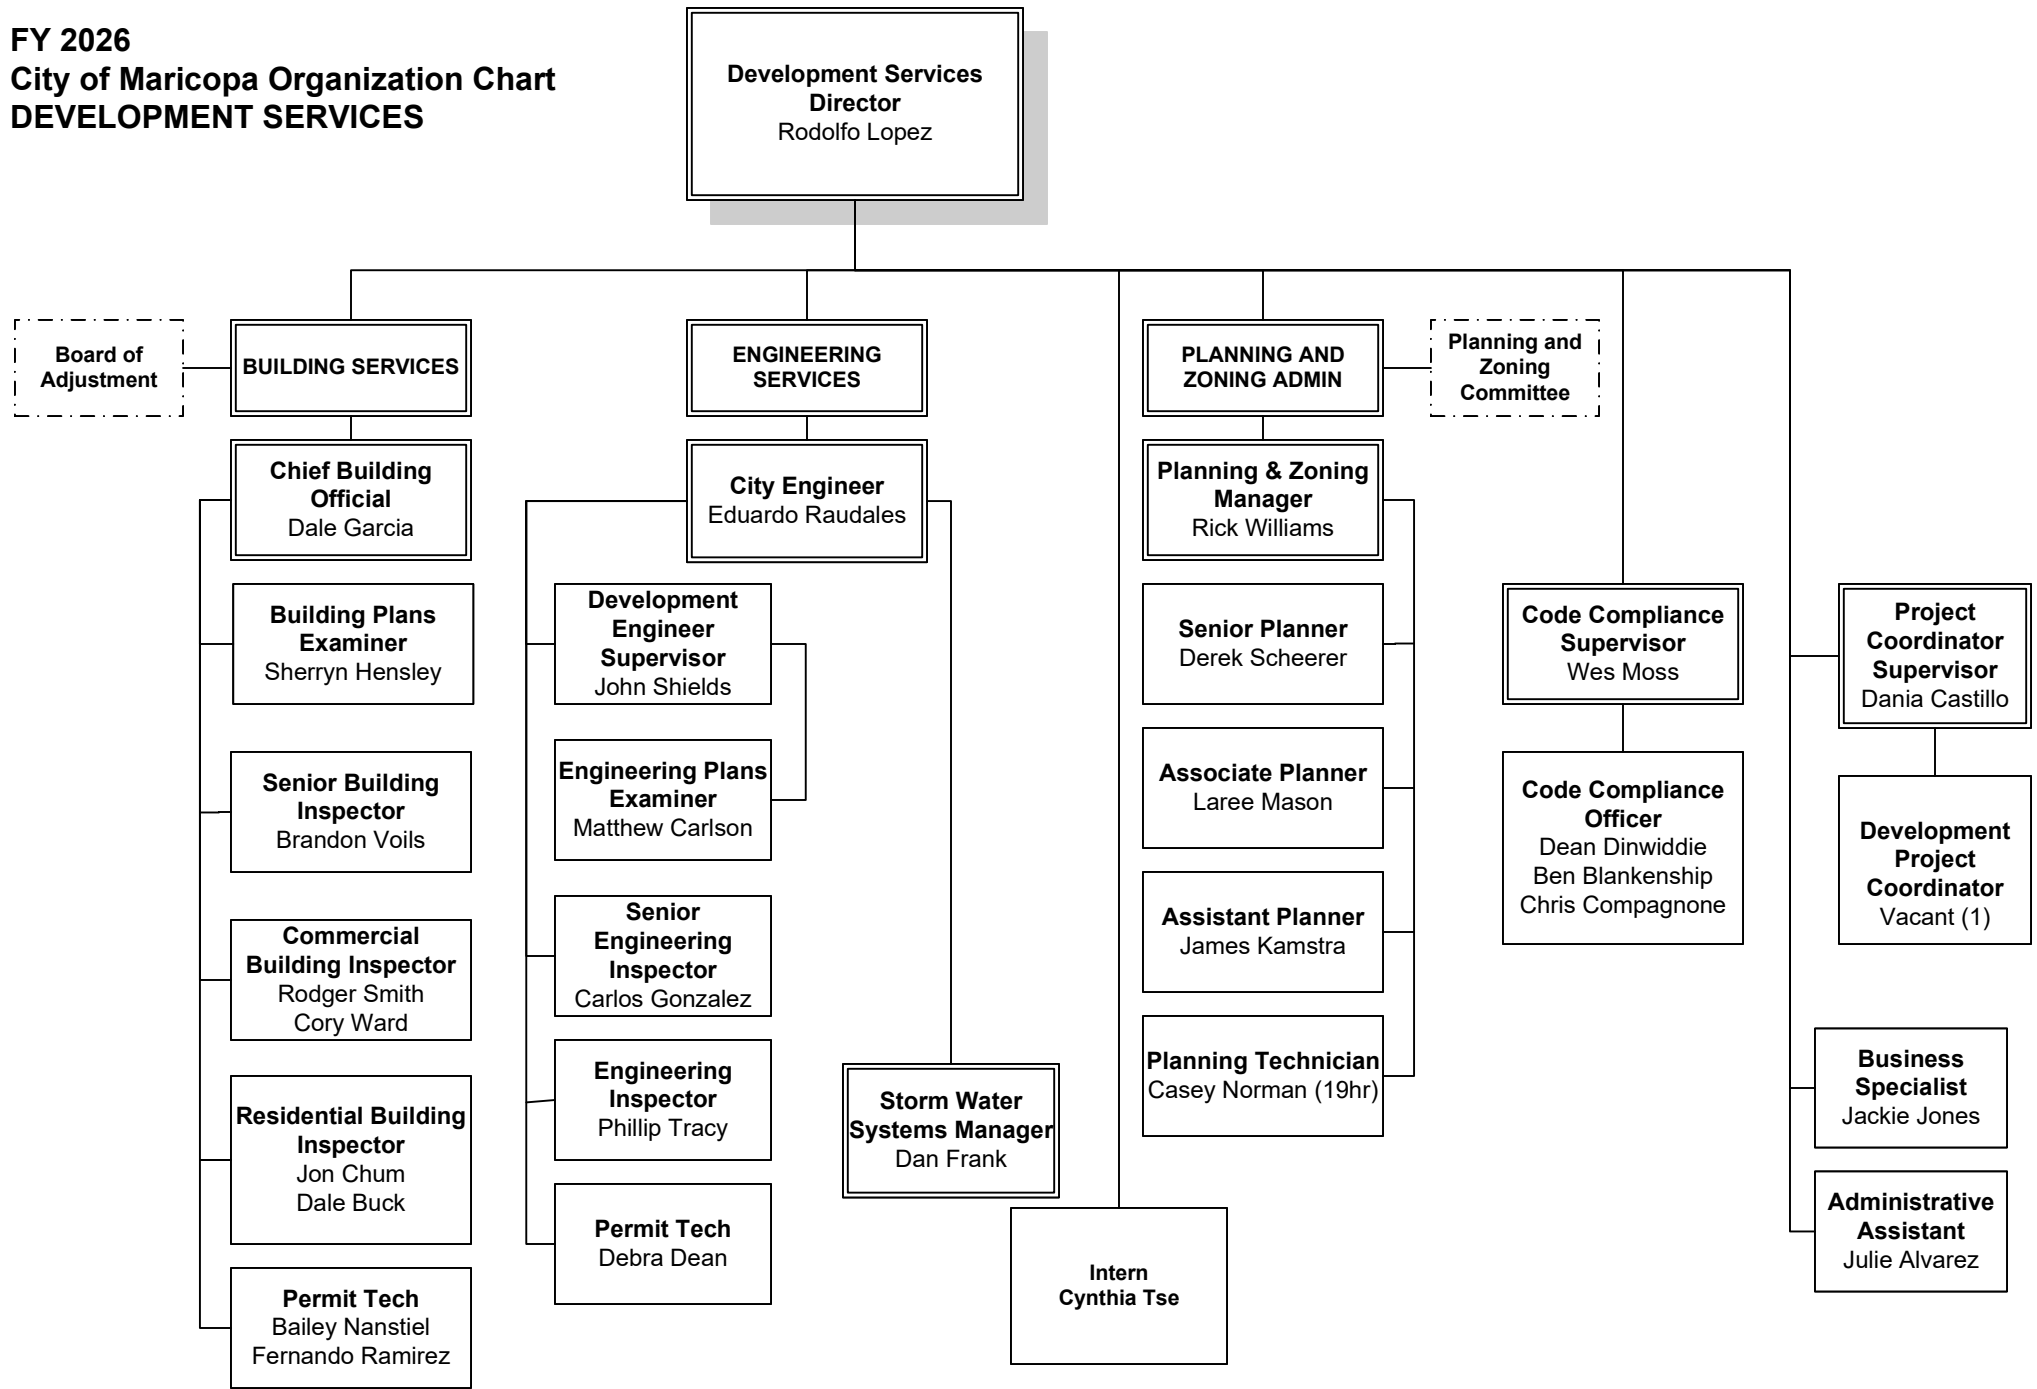 FY 2026
City of Maricopa Organization Chart
DEVELOPMENT SERVICES
Development Services
Director
Rodolfo Lopez
Board of
Adjustment
BUILDING SERVICES
ENGINEERING
SERVICES
PLANNING AND
ZONING ADMIN
Planning and
Zoning
Committee
Chief Building
Official
Dale Garcia
Building Plans
Examiner
Sherryn Hensley
Senior Building
Inspector
Brandon Voils
Commercial
Building Inspector
Rodger Smith
Cory Ward
Residential Building
Inspector
Jon Chum
Dale Buck
Permit Tech
Bailey Nanstiel
Fernando Ramirez
City Engineer
Eduardo Raudales
Development
Engineer
Supervisor
John Shields
Engineering Plans
Examiner
Matthew Carlson
Senior
Engineering
Inspector
Carlos Gonzalez
Engineering
Inspector
Phillip Tracy
Permit Tech
Debra Dean
Storm Water
Systems Manager
Dan Frank
Intern
Cynthia Tse
Planning & Zoning
Manager
Rick Williams
Senior Planner
Derek Scheerer
Associate Planner
Laree Mason
Assistant Planner
James Kamstra
Planning Technician
Casey Norman (19hr)
Code Compliance
Supervisor
Wes Moss
Code Compliance
Officer
Dean Dinwiddie
Ben Blankenship
Chris Compagnone
Project
Coordinator
Supervisor
Dania Castillo
Development
Project
Coordinator
Vacant (1)
Business
Specialist
Jackie Jones
Administrative
Assistant
Julie Alvarez